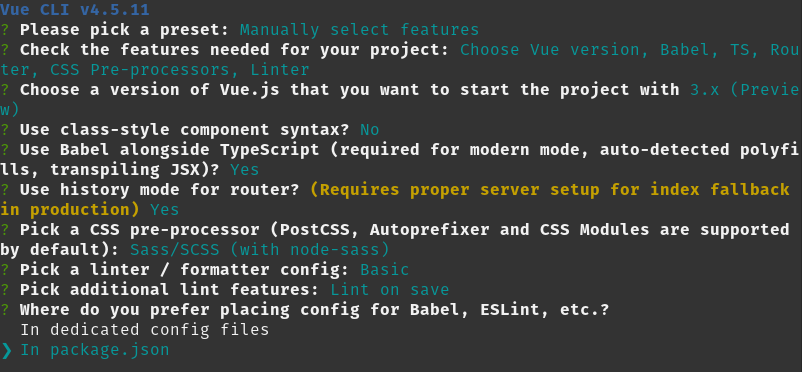 Vue CLI v4.5.11
? Please pick a preset: Manually select features
? Check the features needed for your project: Choose Vue version, Babel, TS, Rou
ter, CSS Pre-processors, Linter
? Choose a version of Vue.js that you want to start the project with 3.x (Previe
w)
? Use class-style component syntax? No
? Use Babel alongside TypeScript (required for modern mode, auto-detected polyfi
lls, transpiling JSX)? Yes
? Use history mode for router? (Requires proper server setup for index fallback
in production) Yes
? Pick a CSS pre-processor (PostCSS, Autoprefixer and CSS Modules are supported
by default): Sass/SCSS (with node-sass)
? Pick a linter / formatter config: Basic
? Pick additional lint features: Lint on save
? Where do you prefer placing config for Babel, ESLint, etc.?
  In dedicated config files
❯ In package.json